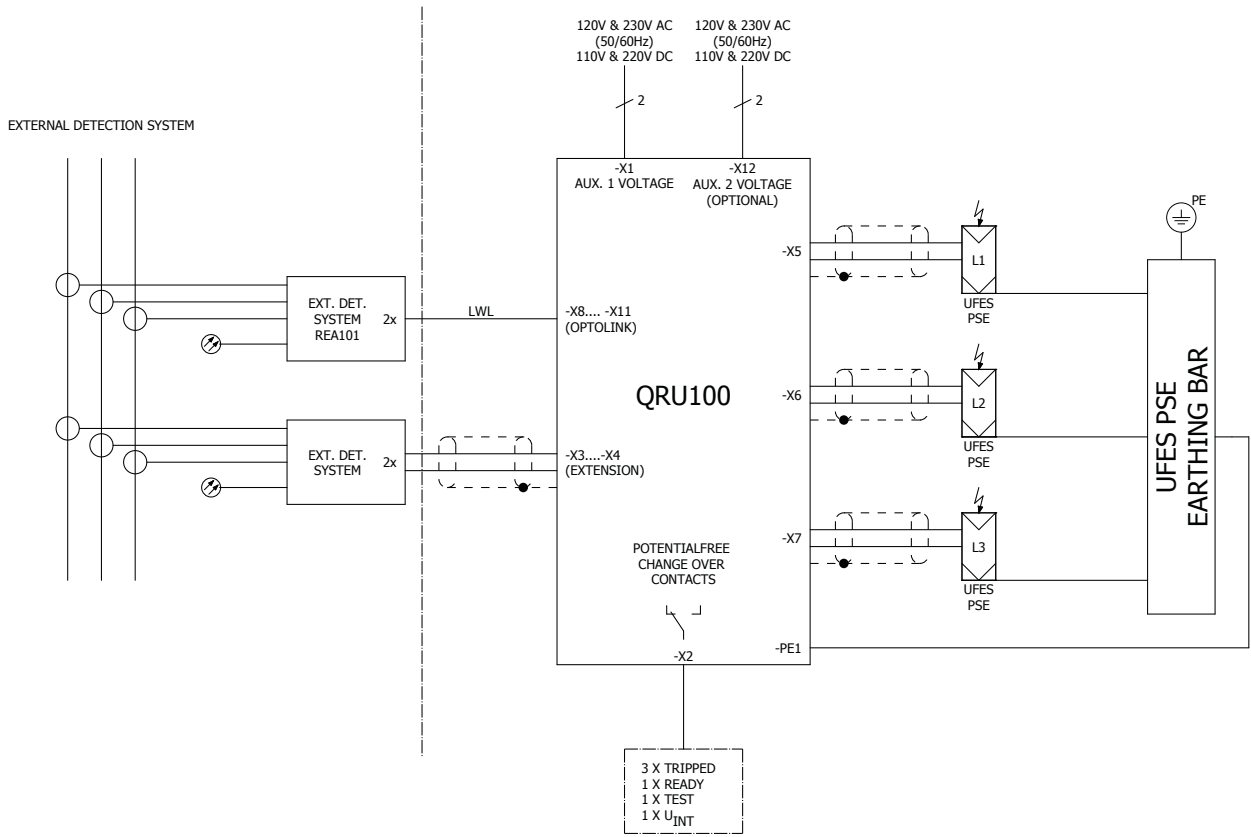 120V & 230V AC
(50/60Hz)
110V & 220V DC
120V & 230V AC
(50/60Hz)
110V & 220V DC
2
2
EXTERNAL DETECTION SYSTEM
-X1
AUX. 1 VOLTAGE
-X12
AUX. 2 VOLTAGE
(OPTIONAL)
PE
-X5
L1
UFES
PSE
EXT. DET.
SYSTEM
REA101
2x
LWL
-X8.... -X11
(OPTOLINK)
QRU100
-X6
L2
UFES
PSE
UFES PSE
EARTHING BAR
EXT. DET.
SYSTEM
2x
-X3....-X4
(EXTENSION)
-X7
L3
UFES
PSE
POTENTIALFREE
CHANGE OVER
CONTACTS
-X2
-PE1
3 X TRIPPED
1 X READY
1 X TEST
1 X UINT